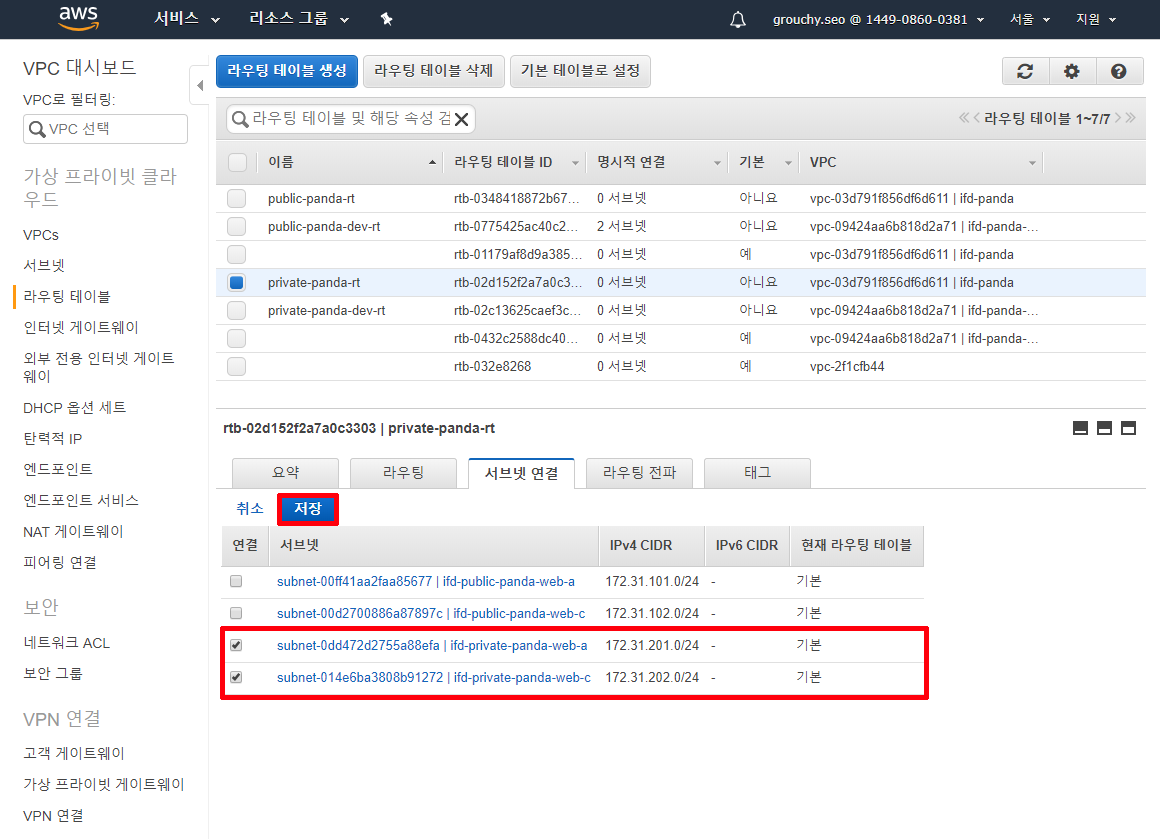 aws 서비스 리소스 그룹 grouchy.seo @ 1449-0860-0381 서울 지원
VPC 대시보드
VPC로 필터링:
VPC 선택
가상 프라이빗 클라
우드
VPCs
서브넷
라우팅 테이블
인터넷 게이트웨이
외부 전용 인터넷 게이트
웨이
DHCP 옵션 세트
탄력적 IP
엔드포인트
엔드포인트 서비스
NAT 게이트웨이
피어링 연결
보안
네트워크 ACL
보안 그룹
VPN 연결
고객 게이트웨이
가상 프라이빗 게이트웨이
VPN 연결
라우팅 테이블 생성 라우팅 테이블 삭제 기본 테이블로 설정
라우팅 테이블 및 해당 속성 검 라우팅 테이블 1~7/7
이름 라우팅 테이블 ID 명시적 연결 기본 VPC
public-panda-rt rtb-0348418872b67... 0 서브넷 아니요 vpc-03d791f856df6d611 | ifd-panda
public-panda-dev-rt rtb-0775425ac40c2... 2 서브넷 아니요 vpc-09424aa6b818d2a71 | ifd-panda-...
rtb-01179af8d9a385... 0 서브넷 예 vpc-03d791f856df6d611 | ifd-panda
private-panda-rt rtb-02d152f2a7a0c3... 0 서브넷 아니요 vpc-03d791f856df6d611 | ifd-panda
private-panda-dev-rt rtb-02c13625caef3c... 0 서브넷 아니요 vpc-09424aa6b818d2a71 | ifd-panda-...
rtb-0432c2588dc40... 0 서브넷 예 vpc-09424aa6b818d2a71 | ifd-panda-...
rtb-032e8268 0 서브넷 예 vpc-2f1cfb44
rtb-02d152f2a7a0c3303 | private-panda-rt
요약 라우팅 서브넷 연결 라우팅 전파 태그
취소 저장
연결 서브넷 IPv4 CIDR IPv6 CIDR 현재 라우팅 테이블
subnet-00ff41aa2faa85677 | ifd-public-panda-web-a 172.31.101.0/24 - 기본
subnet-00d2700886a87897c | ifd-public-panda-web-c 172.31.102.0/24 - 기본
subnet-0dd472d2755a88efa | ifd-private-panda-web-a 172.31.201.0/24 - 기본
subnet-014e6ba3808b91272 | ifd-private-panda-web-c 172.31.202.0/24 - 기본